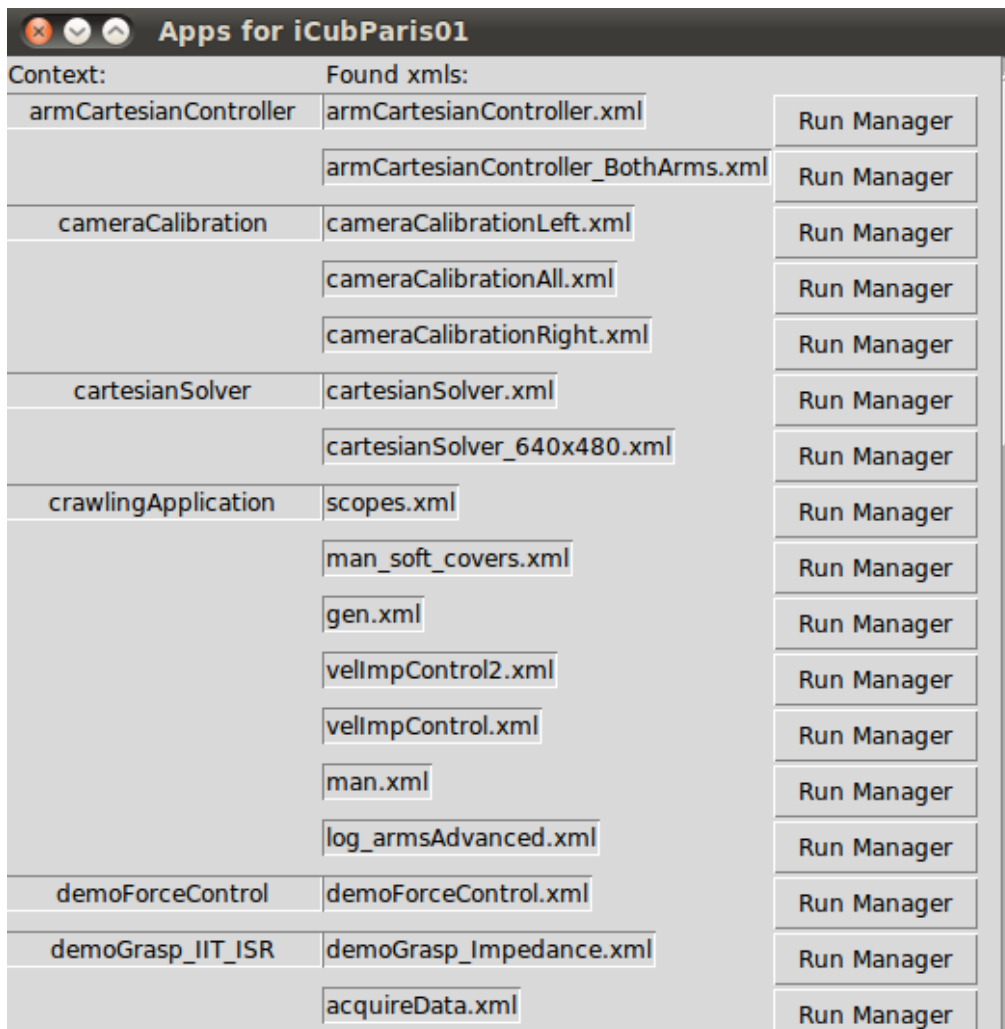 Apps for iCubParis01
Context: Found xmls:
armCartesianController armCartesianController.xml Run Manager
armCartesianController_BothArms.xml Run Manager
cameraCalibration cameraCalibrationLeft.xml Run Manager
cameraCalibrationAll.xml Run Manager
cameraCalibrationRight.xml Run Manager
cartesianSolver cartesianSolver.xml Run Manager
cartesianSolver_640x480.xml Run Manager
crawlingApplication scopes.xml Run Manager
man_soft_covers.xml Run Manager
gen.xml Run Manager
velImpControl2.xml Run Manager
velImpControl.xml Run Manager
man.xml Run Manager
log_armsAdvanced.xml Run Manager
demoForceControl demoForceControl.xml Run Manager
demoGrasp_IIT_ISR demoGrasp_Impedance.xml Run Manager
acquireData.xml Run Manager